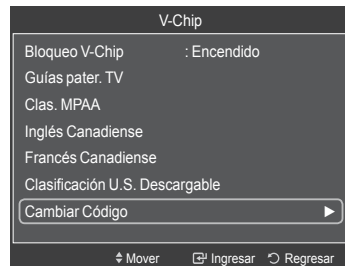 V-Chip
Bloqueo V-Chip : Encendido
Guías pater. TV
Clas. MPAA
Inglés Canadiense
Francés Canadiense
Clasificación U.S. Descargable
Cambiar Código
Mover Ingresar Regresar